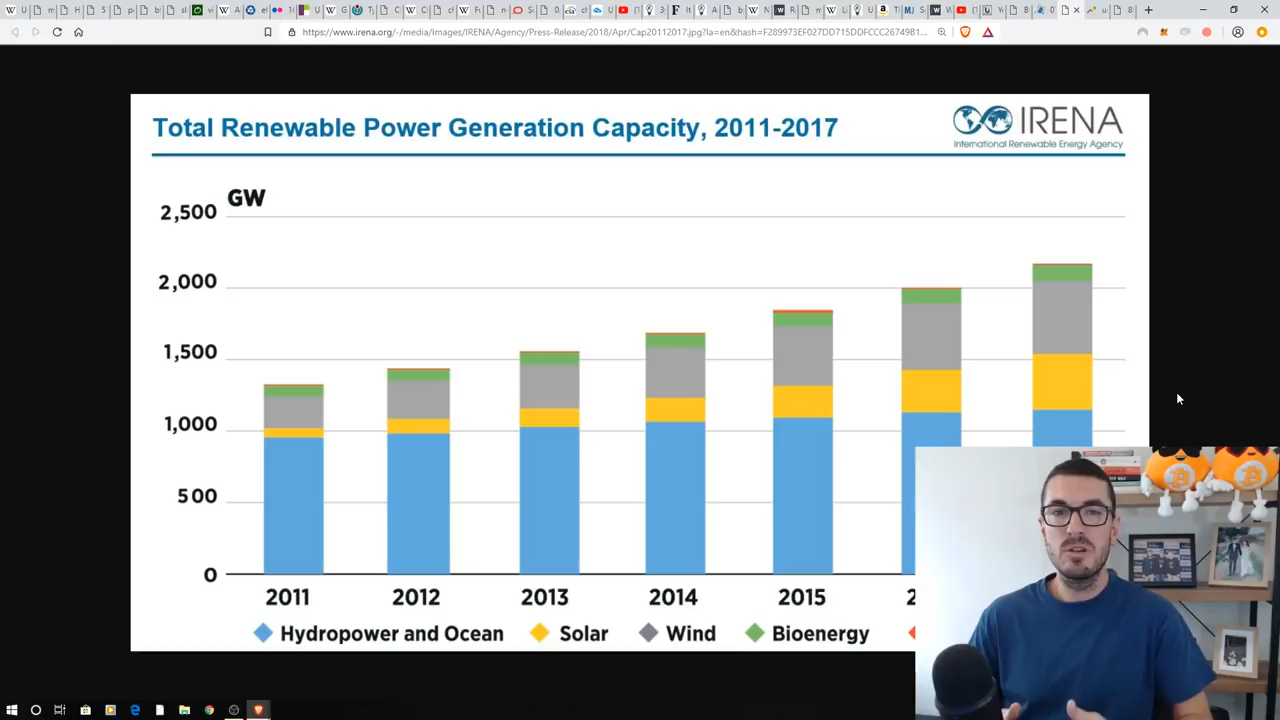 https://www.irena.org/-/media/Images/IRENA/Agency/Press-Release/2018/Apr/Cap20112017.jpg?la=en&hash=F289973EF027DD715DDFCCC26749B1...
Total Renewable Power Generation Capacity, 2011-2017
IRENA
International Renewable Energy Agency
GW
2,500
2,000
1,500
1,000
500
0
2011 2012 2013 2014 2015 2
Hydropower and Ocean Solar Wind Bioenergy